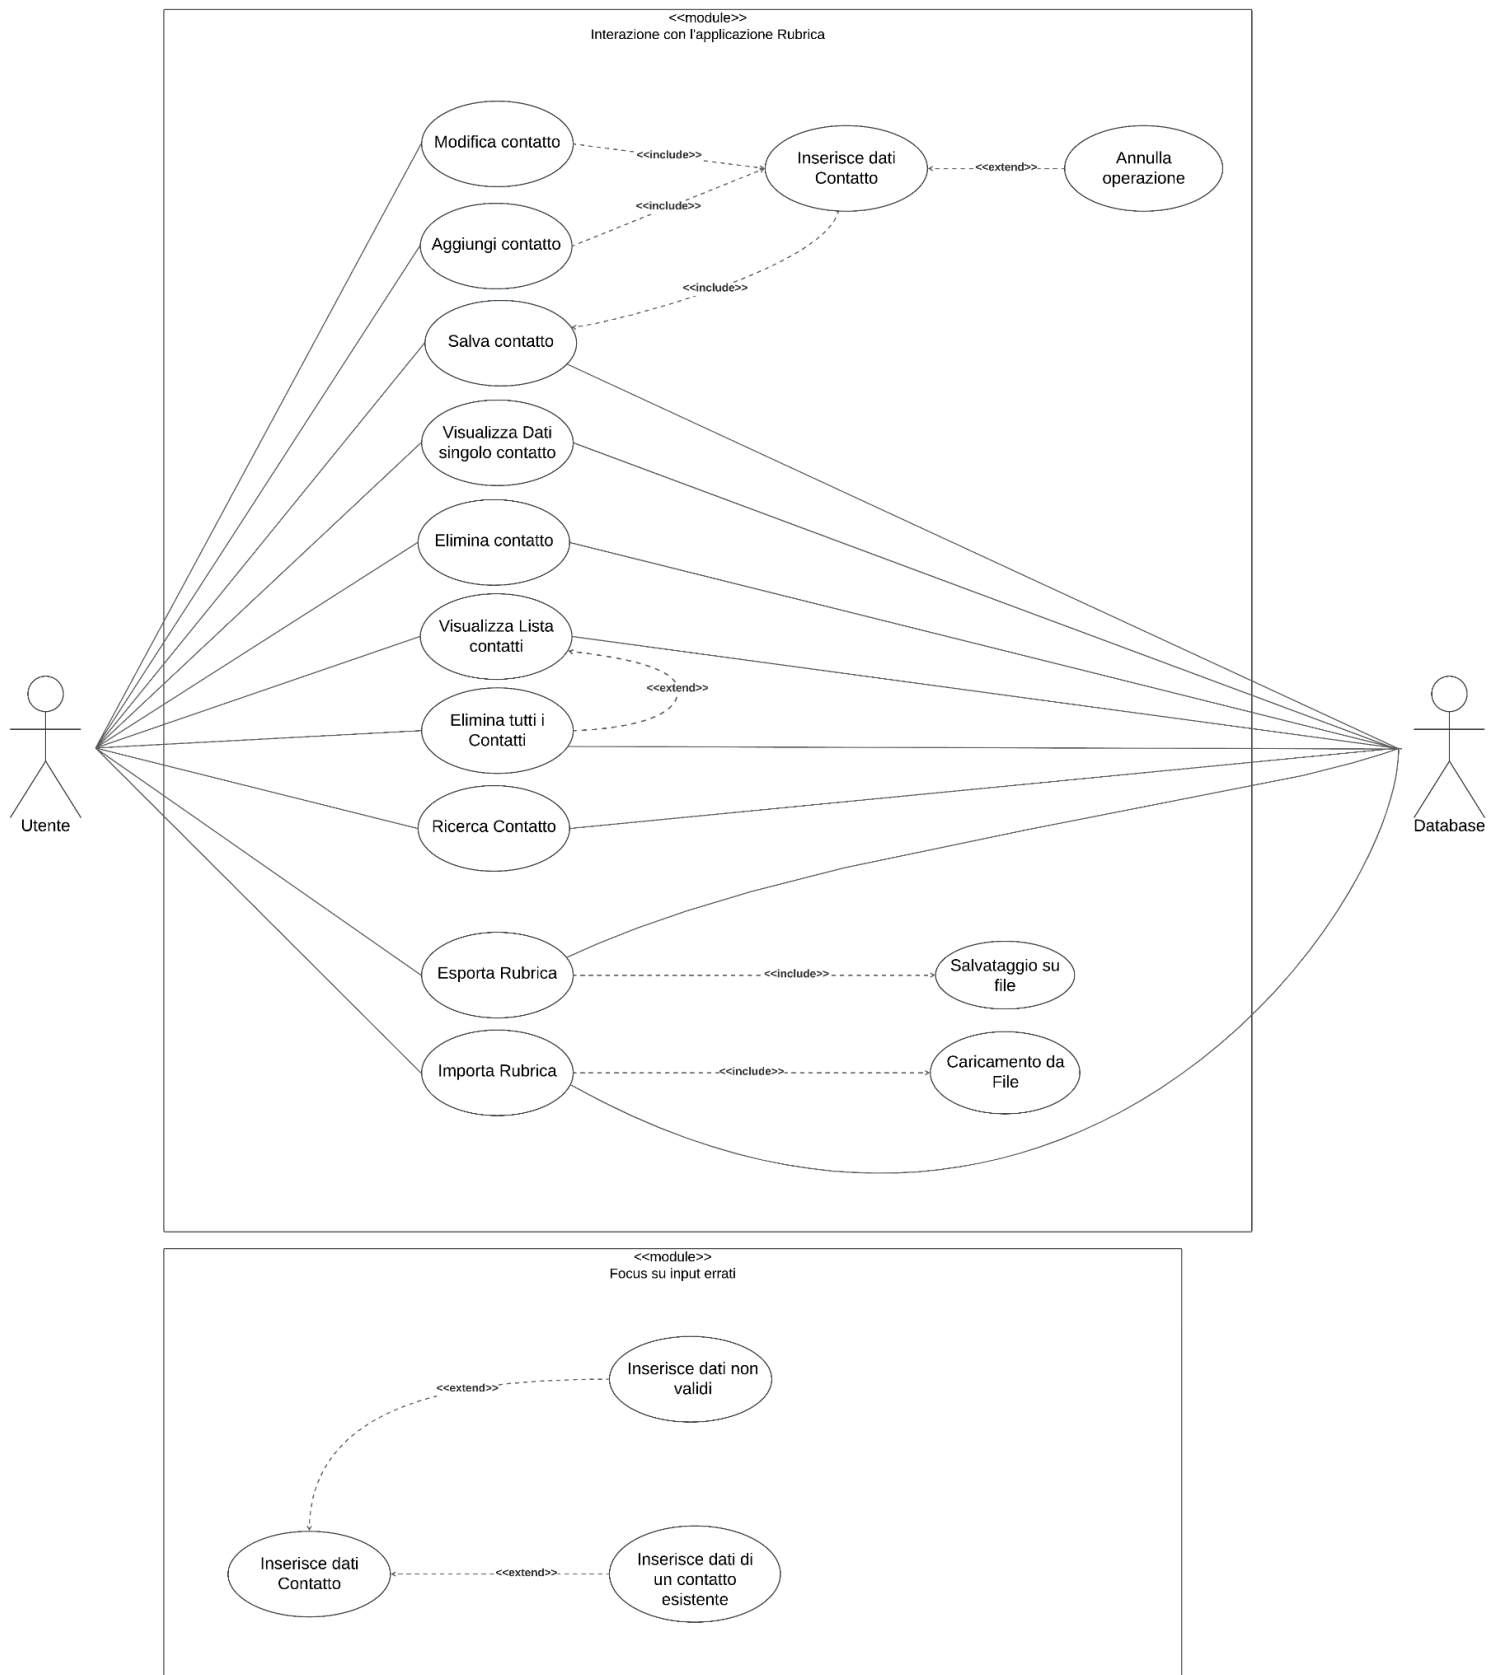 <<module>>
Interazione con l'applicazione Rubrica
Modifica contatto
<<include>>
Inserisce dati
Contatto
<<extend>>
Annulla
operazione
<<include>>
Aggiungi contatto
<<include>>
Salva contatto
Visualizza Dati
singolo contatto
Elimina contatto
Visualizza Lista
contatti
<<extend>>
Elimina tutti i
Contatti
Utente
Ricerca Contatto
Database
Esporta Rubrica
<<include>>
Salvataggio su
file
Importa Rubrica
<<include>>
Caricamento da
File
<<module>>
Focus su input errati
Inserisce dati non
validi
<<extend>>
Inserisce dati
Contatto
<<extend>>
Inserisce dati di
un contatto
esistente